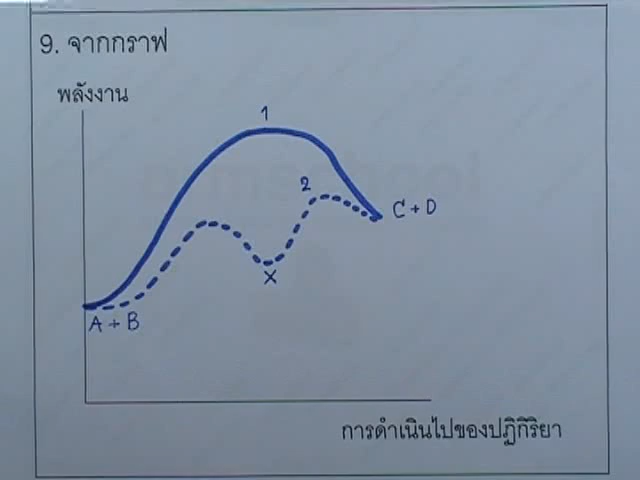 9. จากกราฟ
พลังงาน
1
2
C + D
X
A + B
การดำเนินไปของปฏิกิริยา